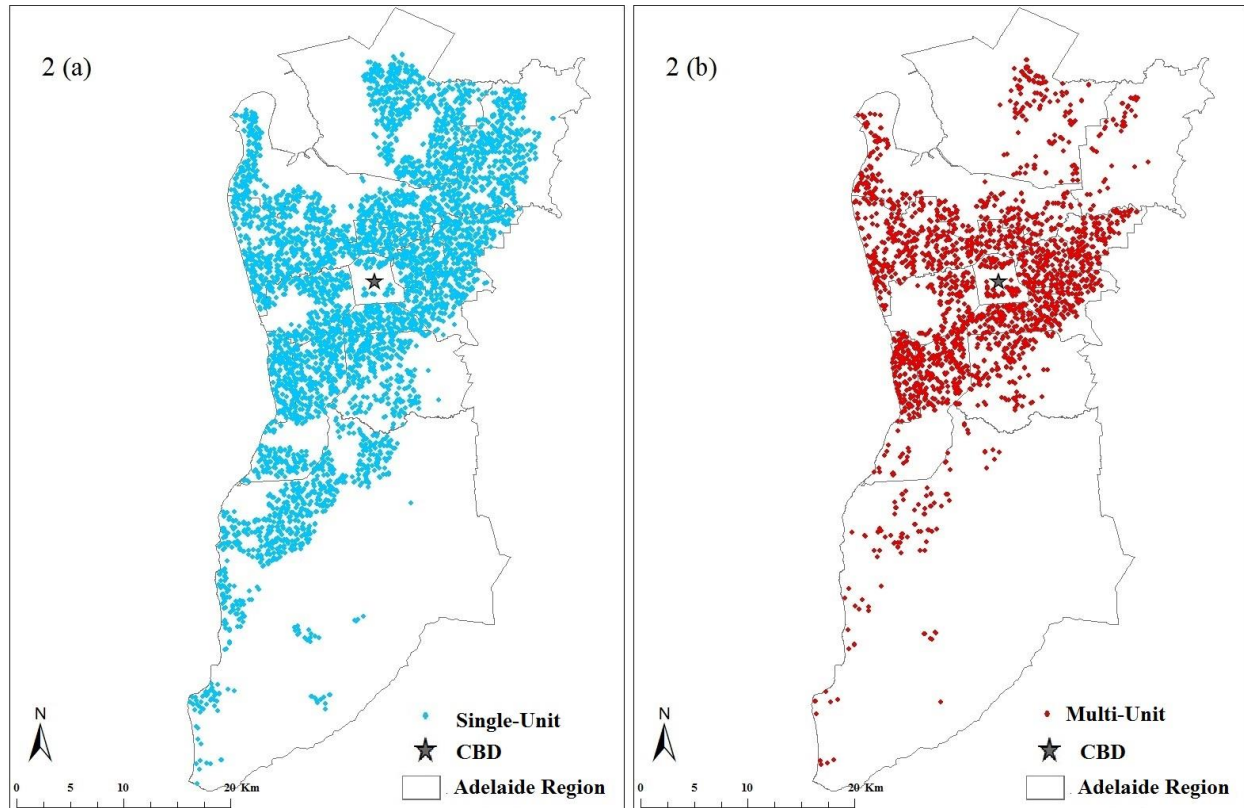 2 (a)
N
Single-Unit
CBD
Adelaide Region
0 5 10 20 Km
2 (b)
N
Multi-Unit
CBD
Adelaide Region
0 5 10 20 Km